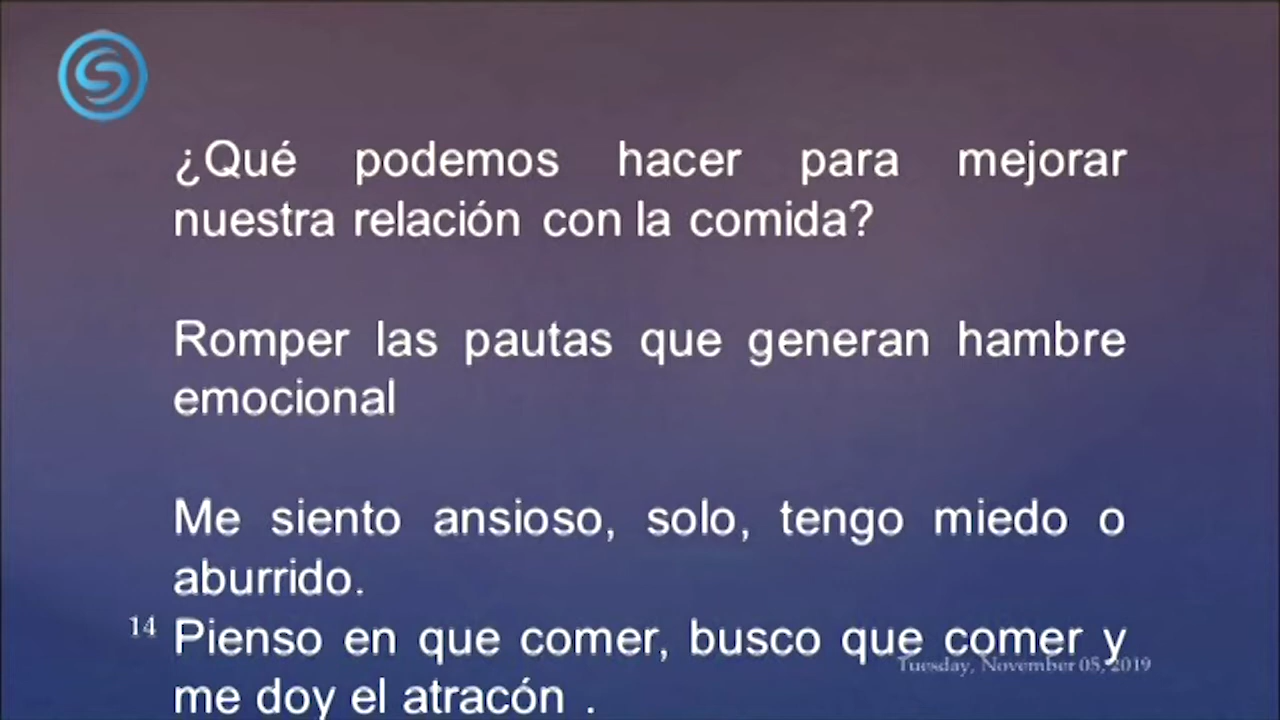 ¿Qué podemos hacer para mejorar
nuestra relación con la comida?
Romper las pautas que generan hambre
emocional
Me siento ansioso, solo, tengo miedo o
aburrido.
14
Pienso en que comer, busco que comer y
Tuesday, November 05, 2019
me doy el atracón .